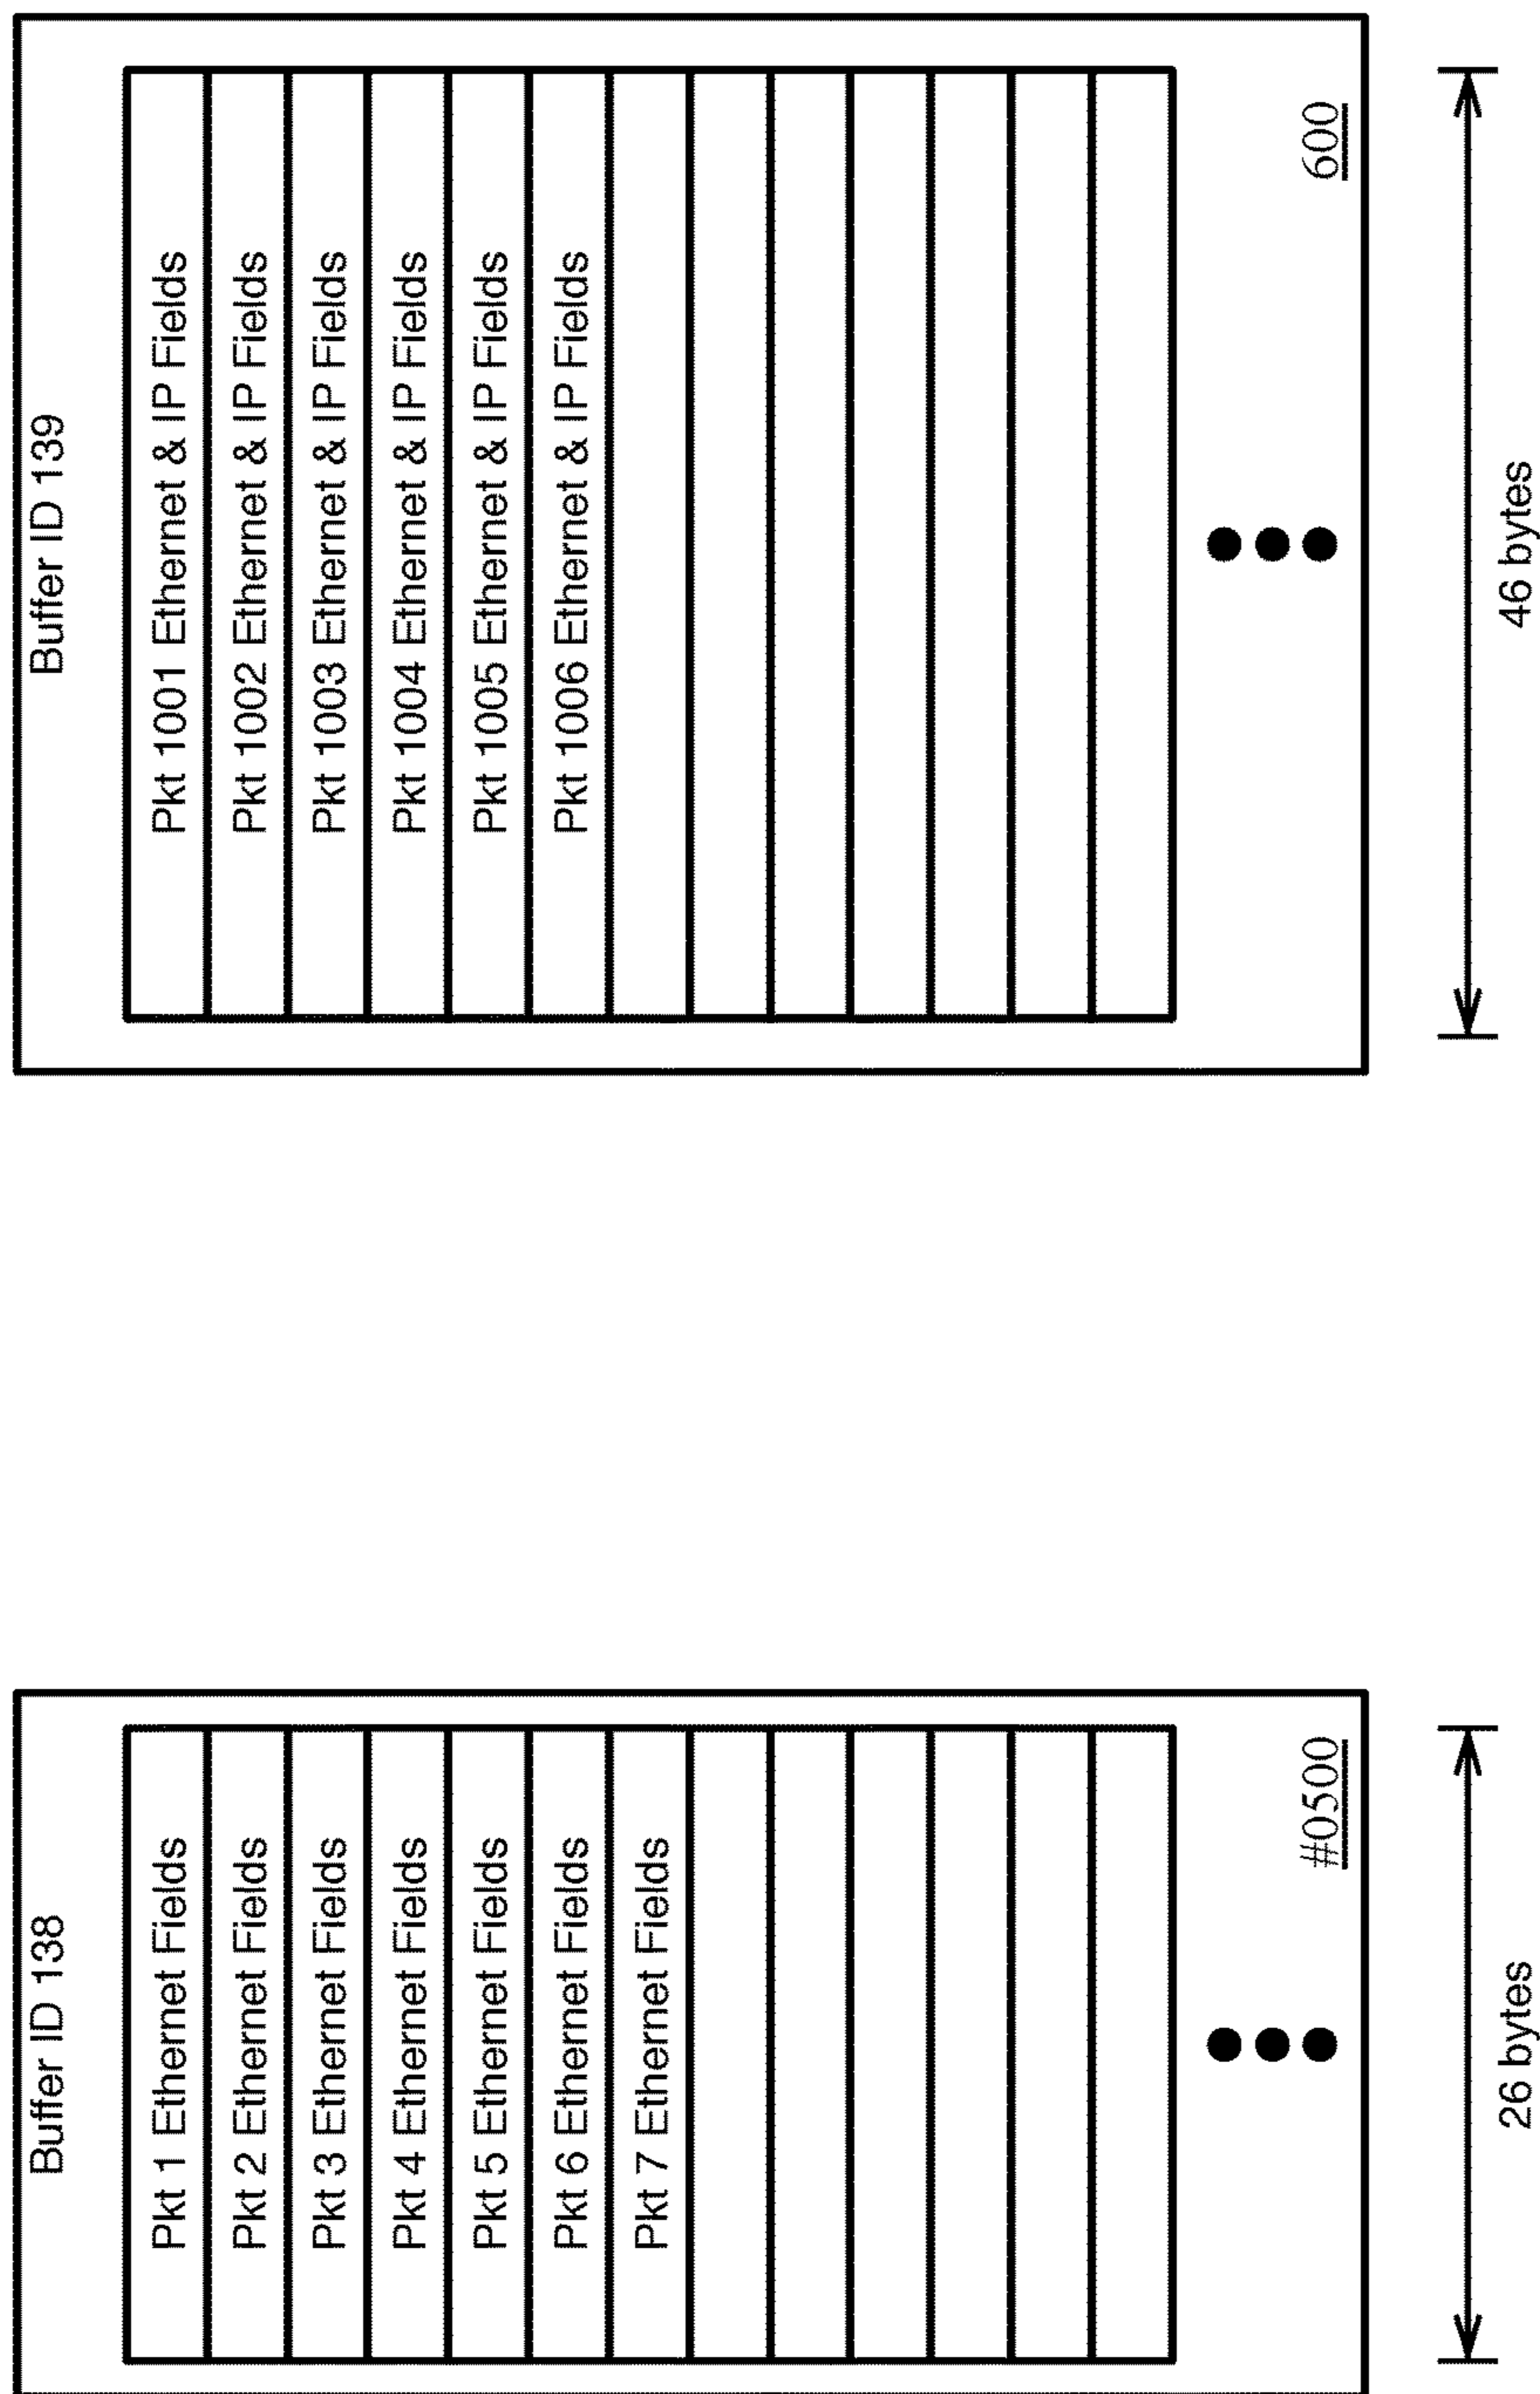 Buffer ID 138
Pkt 1 Ethernet Fields
Pkt 2 Ethernet Fields
Pkt 3 Ethernet Fields
Pkt 4 Ethernet Fields
Pkt 5 Ethernet Fields
Pkt 6 Ethernet Fields
Pkt 7 Ethernet Fields
#0500
26 bytes
Buffer ID 139
Pkt 1001 Ethernet & IP Fields
Pkt 1002 Ethernet & IP Fields
Pkt 1003 Ethernet & IP Fields
Pkt 1004 Ethernet & IP Fields
Pkt 1005 Ethernet & IP Fields
Pkt 1006 Ethernet & IP Fields
600
46 bytes